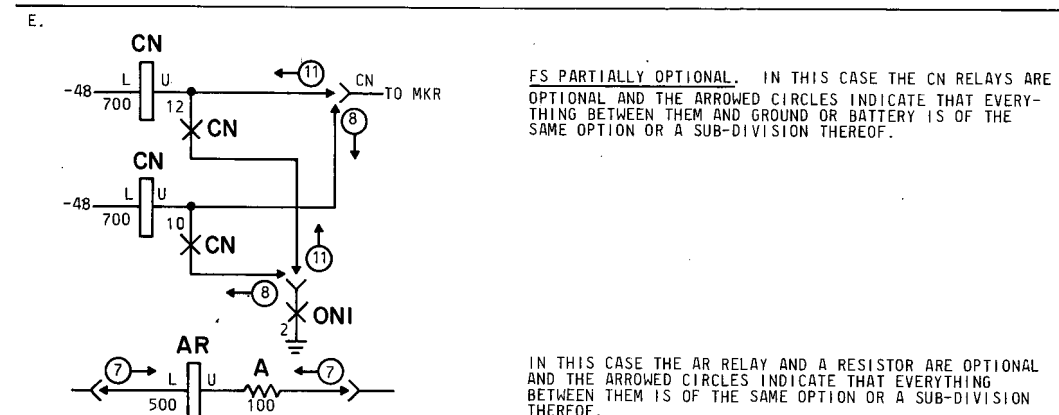 E.
CN
L U
-48
700 12
11
CN
TO MKR
8
CN
CN
L U
-48
700 10
CN
11
8
2 ONI
AR
A
7
L U
7
500 100
FS PARTIALLY OPTIONAL. IN THIS CASE THE CN RELAYS ARE
OPTIONAL AND THE ARROWED CIRCLES INDICATE THAT EVERY-
THING BETWEEN THEM AND GROUND OR BATTERY IS OF THE
SAME OPTION OR A SUB-DIVISION THEREOF.
IN THIS CASE THE AR RELAY AND A RESISTOR ARE OPTIONAL
AND THE ARROWED CIRCLES INDICATE THAT EVERYTHING
BETWEEN THEM IS OF THE SAME OPTION OR A SUB-DIVISION
THEREOF.